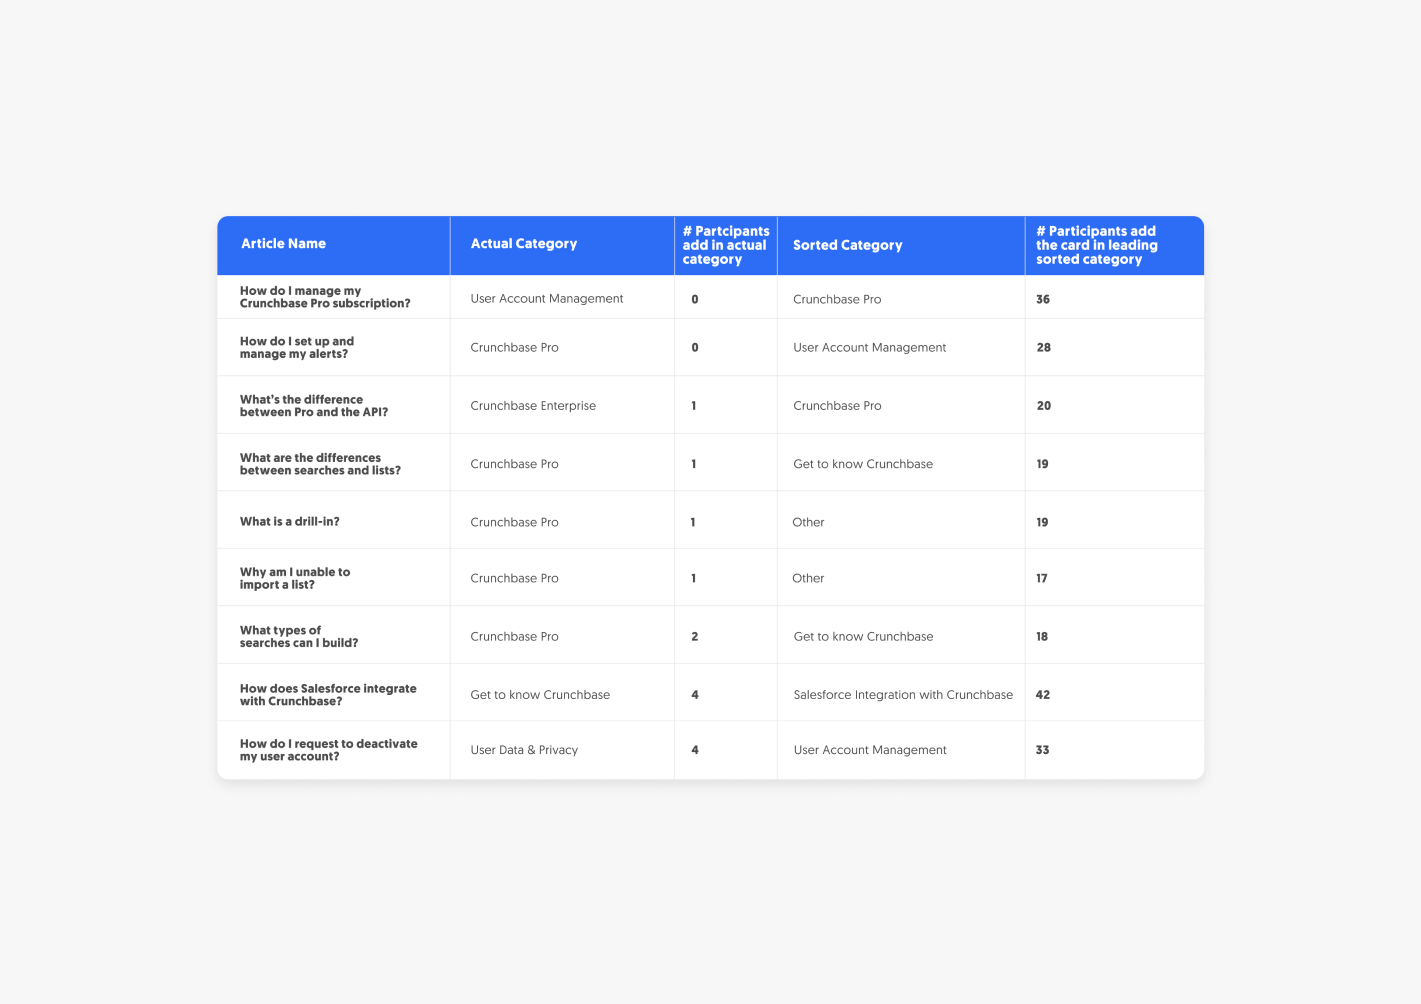 Article Name
Actual Category
# Partcipants
add in actual
category
Sorted Category
# Participants add
the card in leading
sorted category
How do I manage my
Crunchbase Pro subscription?
User Account Management
0
Crunchbase Pro
36
How do I set up and
manage my alerts?
Crunchbase Pro
0
User Account Management
28
What's the difference
between Pro and the API?
Crunchbase Enterprise
1
Crunchbase Pro
20
What are the differences
between searches and lists?
Crunchbase Pro
1
Get to know Crunchbase
19
What is a drill-in?
Crunchbase Pro
1
Other
19
Why am I unable to
import a list?
Crunchbase Pro
1
Other
17
What types of
searches can I build?
Crunchbase Pro
2
Get to know Crunchbase
18
How does Salesforce integrate
with Crunchbase?
Get to know Crunchbase
4
Salesforce Integration with Crunchbase
42
How do I request to deactivate
my user account?
User Data & Privacy
4
User Account Management
33